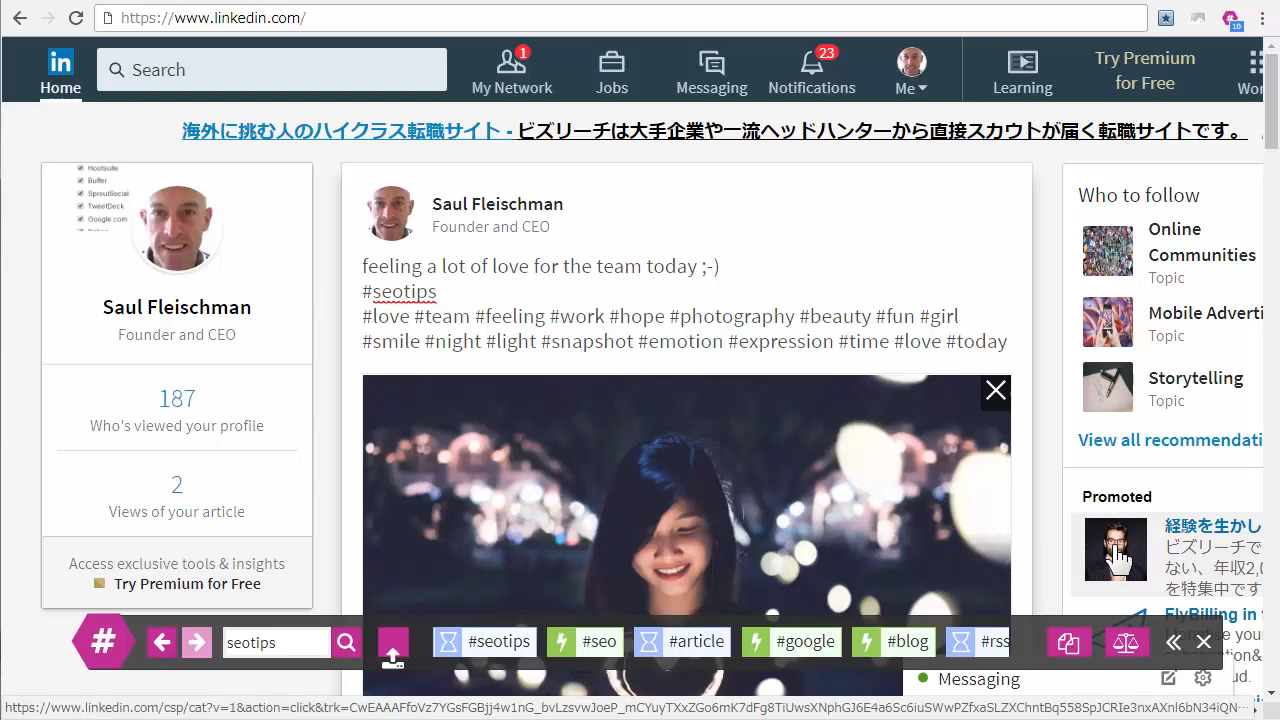 https://www.linkedin.com/
10
in
Home
Search
1
My Network
Jobs
Messaging
23
Notifications
Me
Learning
Try Premium
for Free
Wor
海外に挑む人のハイクラス転職サイト - ビズリーチは大手企業や一流ヘッドハンターから直接スカウトが届く転職サイトです。
Hootsuite
Buffer
SproutSocial
TweetDeck
Google.com
Saul Fleischman
Founder and CEO
187
Who's viewed your profile
2
Views of your article
Access exclusive tools & insights
Try Premium for Free
Saul Fleischman
Founder and CEO
feeling a lot of love for the team today ;-)
#seotips
#love #team #feeling #work #hope #photography #beauty #fun #girl
#smile #night #light #snapshot #emotion #expression #time #love #today
Who to follow
Online
Communities
Topic
Mobile Adverti
Topic
Storytelling
Topic
View all recommendati
Promoted
経験を生かし
ビズリーチで
ない、年収2,0
を特集中です
FlyBilling in t
# seotips #seotips #seo #article #google #blog #rss
Messaging
https://www.linkedin.com/csp/cat?v=1&action=click&trk=CwEAAAFfoVz7YGsFGBjj4w1nG_bvLzsvwJoeP_mCYuyTXxZGo6mK7dFg8TiUwsXNphGJ6E4a6Sc6iuSWwPZfxaSLZXChntBq558SpJCRIe3nxAXnl6bN34iQN